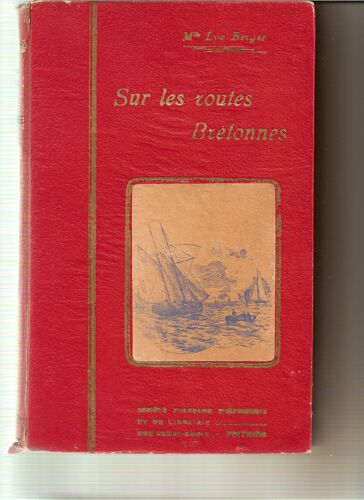 Mlle Lya Berger
Sur les routes
Bretonnes
SOCIÉTÉ FRANÇAISE D'IMPRIMERIE
ET DE LIBRAIRIE
POITIERS